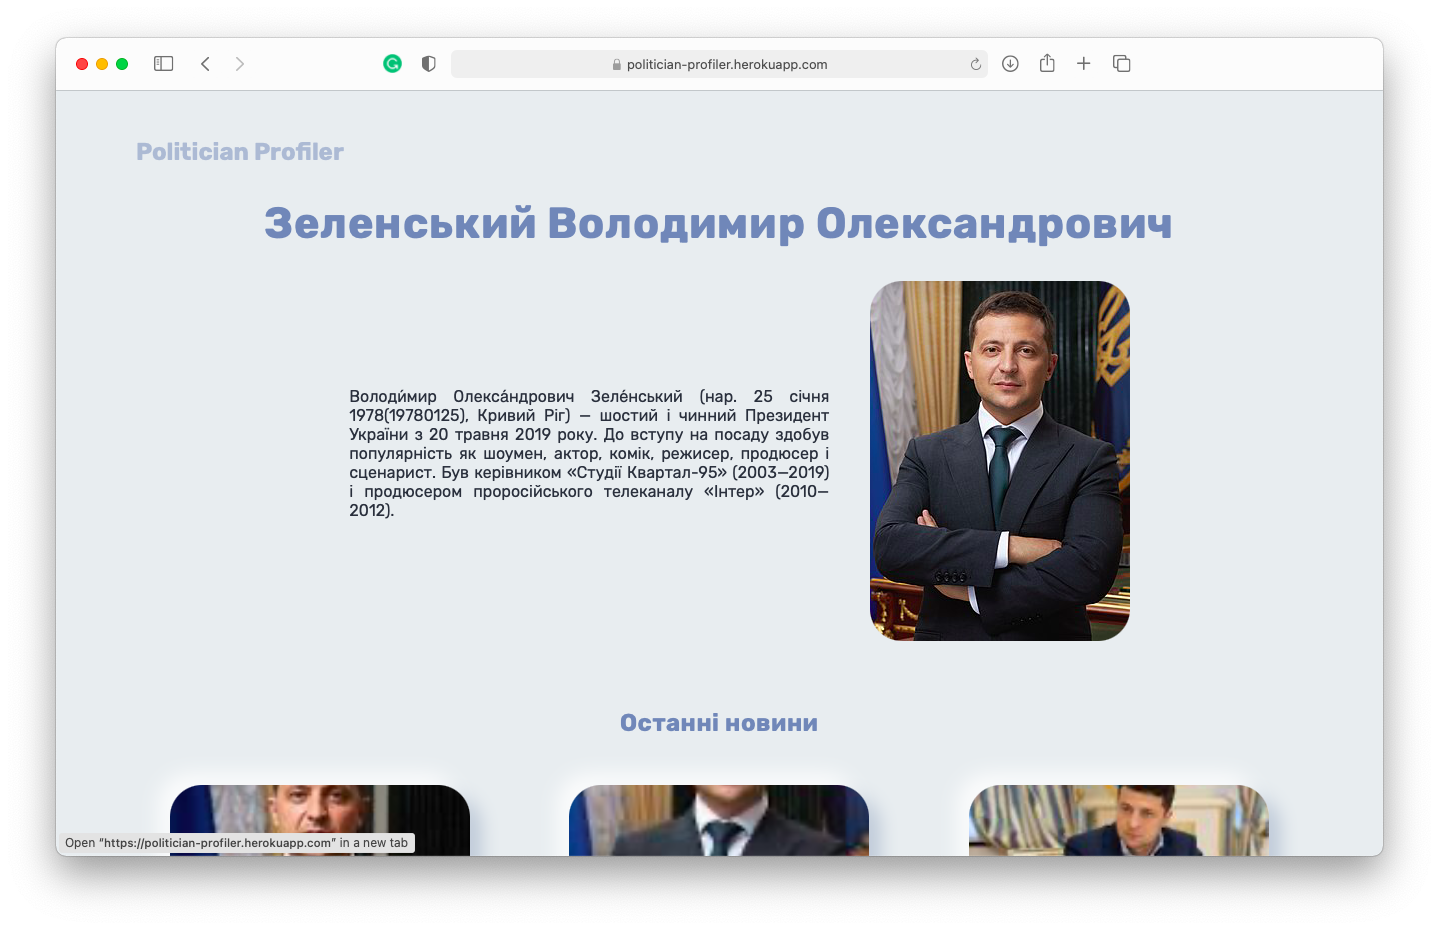 politician-profiler.herokuapp.com
Politician Profiler
Зеленський Володимир Олександрович
Володи́мир Олекса́ндрович Зеле́нський (нар. 25 січня
1978(19780125), Кривий Ріг) — шостий і чинний Президент
України з 20 травня 2019 року. До вступу на посаду здобув
популярність як шоумен, актор, комік, режисер, продюсер і
сценарист. Був керівником «Студії Квартал-95» (2003—2019)
і продюсером проросійського телеканалу «Інтер» (2010—
2012).
Останні новини
Open “https://politician-profiler.herokuapp.com” in a new tab